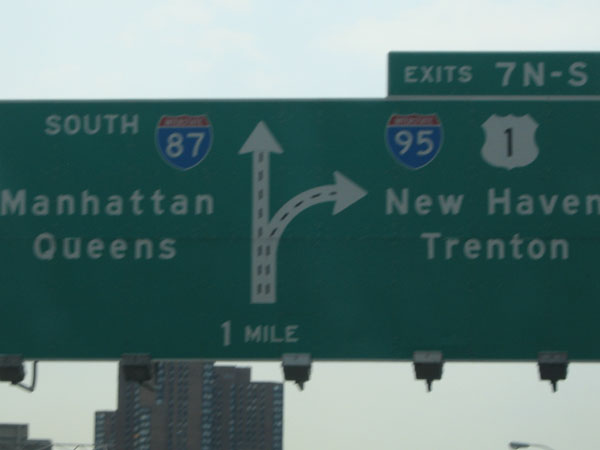 EXITS 7N-S
SOUTH 87
95 1
Manhattan
Queens
New Haven
Trenton
1 MILE